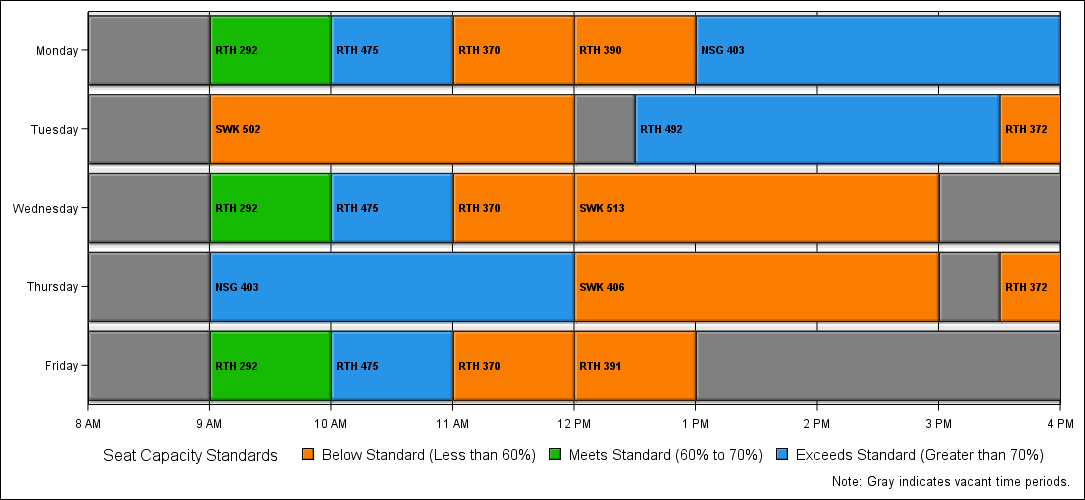 Monday RTH 292 RTH 475 RTH 370 RTH 390 NSG 403
Tuesday SWK 502 RTH 492 RTH 372
Wednesday RTH 292 RTH 475 RTH 370 SWK 513
Thursday NSG 403 SWK 406 RTH 372
Friday RTH 292 RTH 475 RTH 370 RTH 391
8 AM 9 AM 10 AM 11 AM 12 PM 1 PM 2 PM 3 PM 4 PM
Seat Capacity Standards Below Standard (Less than 60%) Meets Standard (60% to 70%) Exceeds Standard (Greater than 70%)
Note: Gray indicates vacant time periods.